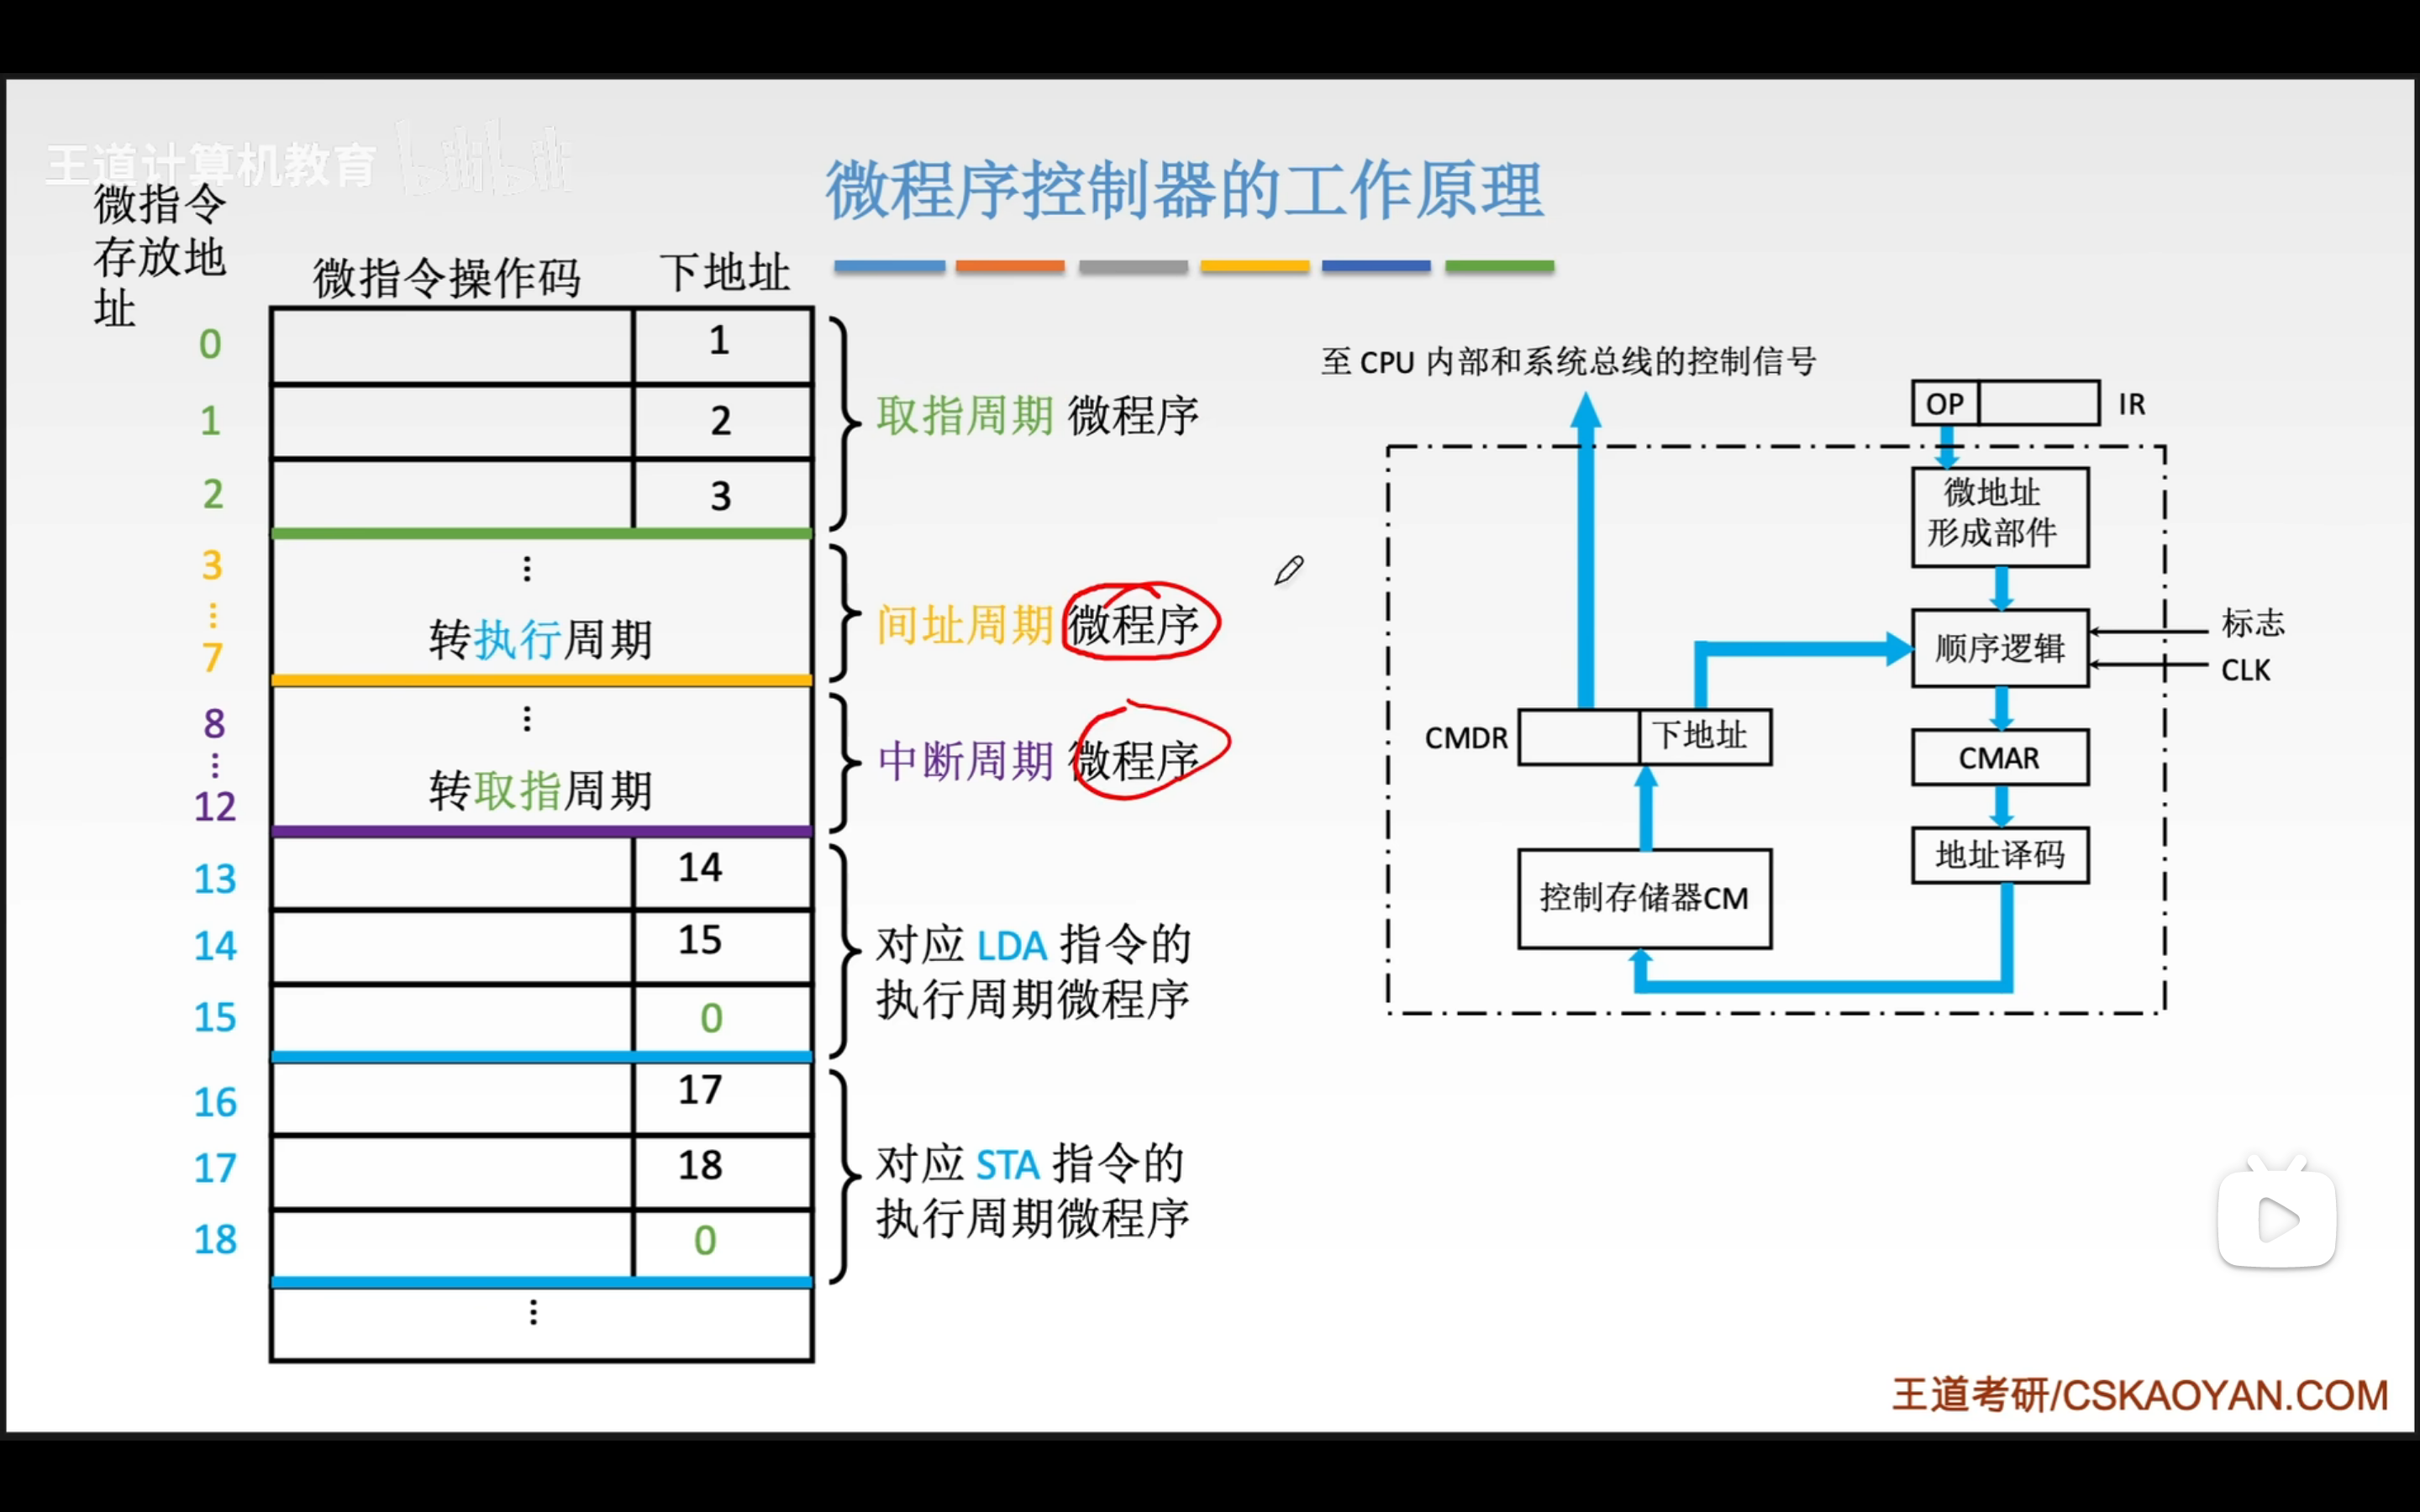 王道计算机教育
bilibili
微程序控制器的工作原理
微指令
存放地
址
微指令操作码 下地址
0 1
1 2
2 3
取指周期 微程序
3
⋮ ⋮
7 转执行周期
间址周期 微程序
8
⋮ ⋮
12 转取指周期
中断周期 微程序
13 14
14 15
15 0
对应 LDA 指令的
执行周期微程序
16 17
17 18
18 0
对应 STA 指令的
执行周期微程序
⋮
至 CPU 内部和系统总线的控制信号
OP IR
微地址
形成部件
顺序逻辑
标志
CLK
CMDR 下地址
CMAR
控制存储器CM
地址译码
王道考研/CSKAOYAN.COM